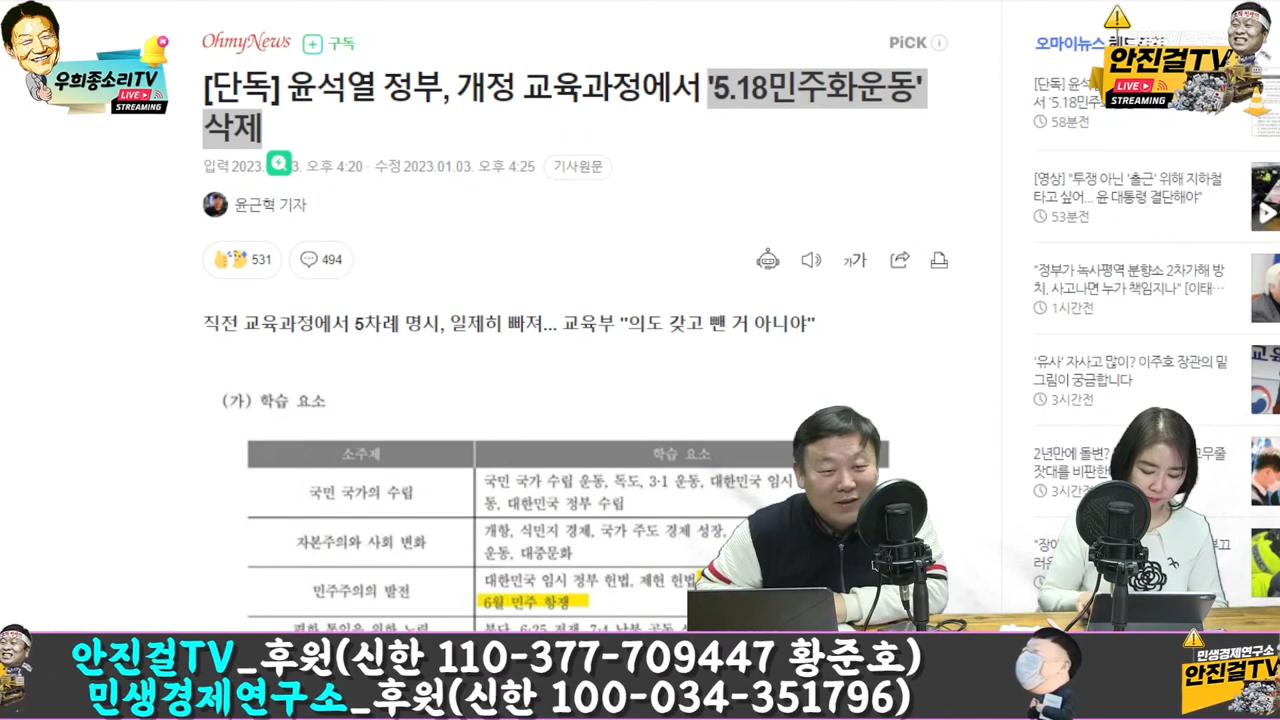 우희종소리TV
LIVE
STREAMING
OhmyNews
구독
PiCK
[단독] 윤석열 정부, 개정 교육과정에서 '5.18민주화운동'
삭제
입력 2023. 3. 오후 4:20 · 수정 2023.01.03. 오후 4:25
기사원문
윤근혁 기자
531
494
가가
직전 교육과정에서 5차례 명시, 일제히 빠져... 교육부 "의도 갖고 뺀 거 아니야"
(가) 학습 요소
소주제
학습 요소
국민 국가의 수립
국민 국가 수립 운동, 독도, 3·1 운동, 대한민국 임시
동, 대한민국 정부 수립
자본주의와 사회 변화
개항, 식민지 경제, 국가 주도 경제 성장,
운동, 대중문화
민주주의의 발전
대한민국 임시 정부 헌법, 제헌 헌법
6월 민주 항쟁
오마이뉴스
안진걸TV
LIVE
STREAMING
[단독] 윤석
서 '5.18민주
58분전
[영상] "투쟁 아닌 '출근' 위해 지하철
타고 싶어... 윤 대통령 결단해야"
53분전
"정부가 녹사평역 분향소 2차가해 방
치, 사고나면 누가 책임지나" [이태…
1시간전
'유사' 자사고 많이? 이주호 장관의 밑
그림이 궁금합니다
3시간전
2년만에 돌변? 고무줄
잣대를 비판한
3시간
안진걸TV_후원(신한 110-377-709447 황준호)
민생경제연구소_후원(신한 100-034-351796)
민생경제연구소
안진걸TV